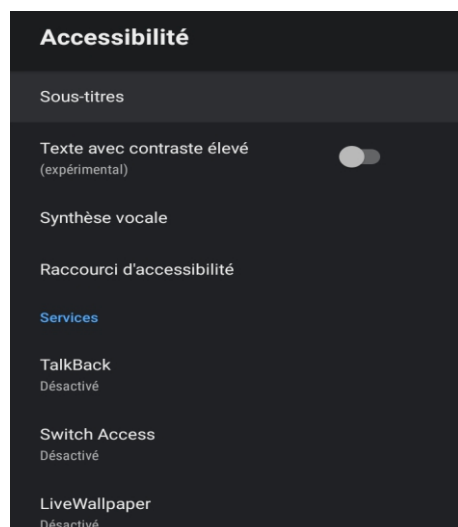 Accessibilité
Sous-titres
Texte avec contraste élevé
(expérimental)
Synthèse vocale
Raccourci d'accessibilité
Services
TalkBack
Désactivé
Switch Access
Désactivé
LiveWallpaper
Désactivé